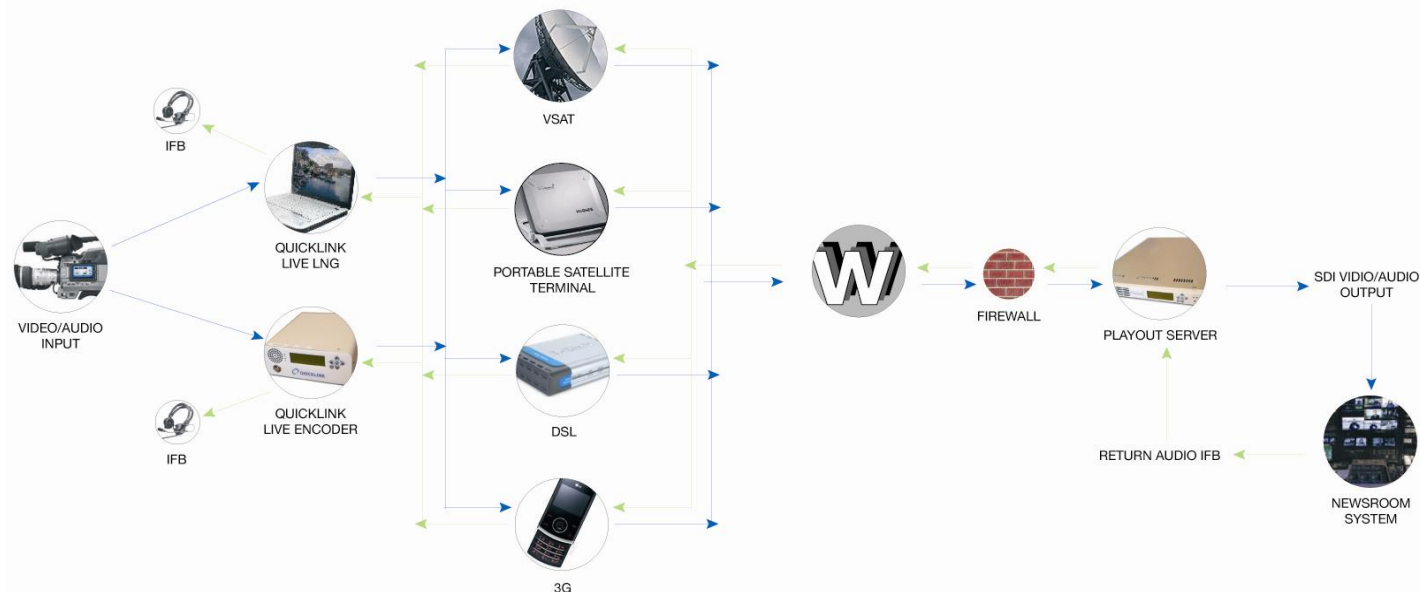 VSAT
IFB
QUICKLINK
LIVE LNG
PORTABLE SATELLITE
TERMINAL
VIDEO/AUDIO
INPUT
W
FIREWALL
PLAYOUT SERVER
SDI VIDIO/AUDIO
OUTPUT
QUICKLINK
QUICKLINK
LIVE ENCODER
IFB
DSL
RETURN AUDIO IFB
NEWSROOM
SYSTEM
3G